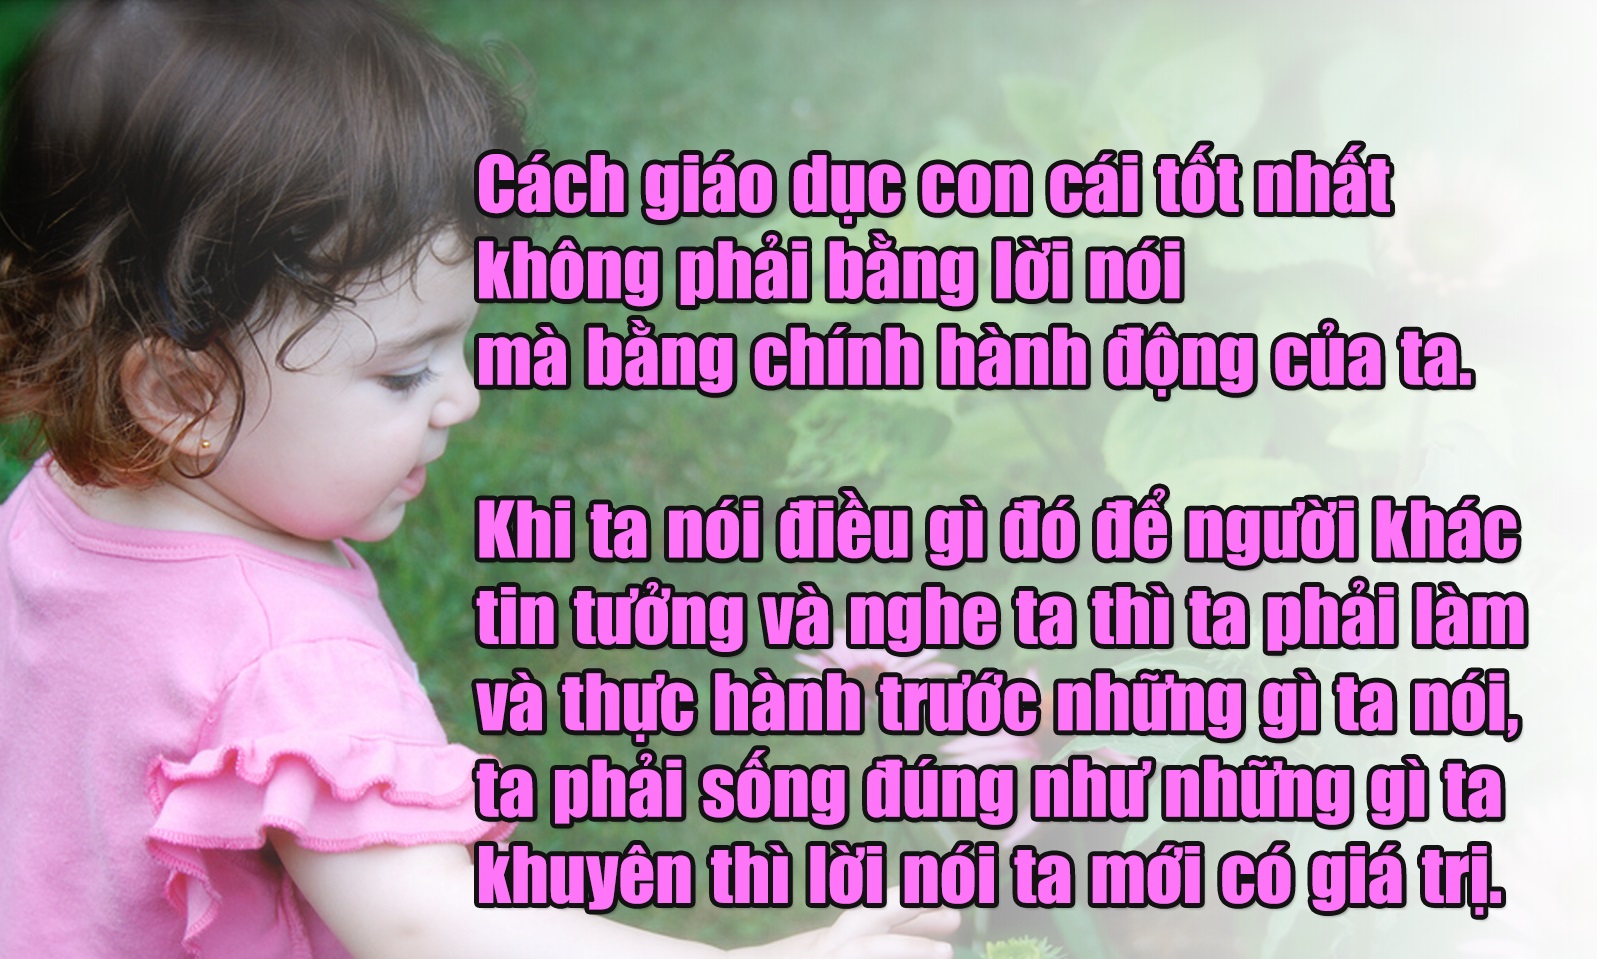 Cách giáo dục con cái tốt nhất
không phải bằng lời nói
mà bằng chính hành động của ta.
Khi ta nói điều gì đó để người khác
tin tưởng và nghe ta thì ta phải làm
và thực hành trước những gì ta nói,
ta phải sống đúng như những gì ta
khuyên thì lời nói ta mới có giá trị.